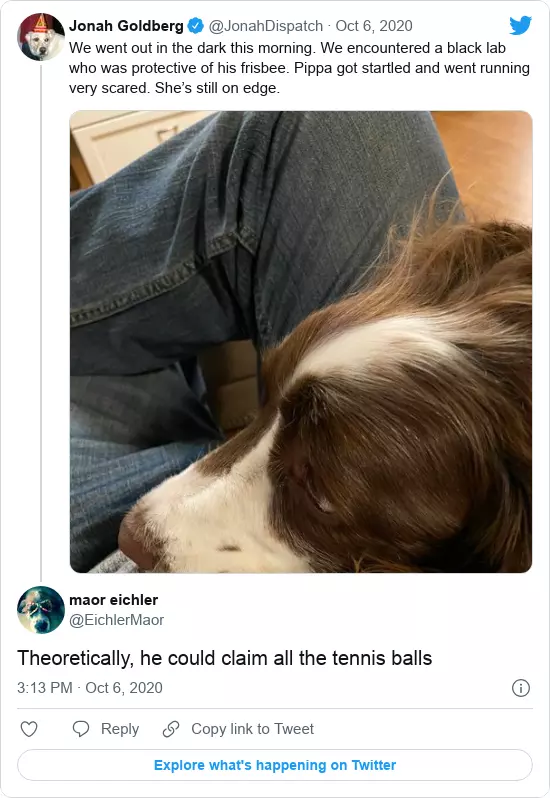 Jonah Goldberg @JonahDispatch · Oct 6, 2020
We went out in the dark this morning. We encountered a black lab
who was protective of his frisbee. Pippa got startled and went running
very scared. She’s still on edge.
maor eichler
@EichlerMaor
Theoretically, he could claim all the tennis balls
3:13 PM · Oct 6, 2020
Reply Copy link to Tweet
Explore what's happening on Twitter